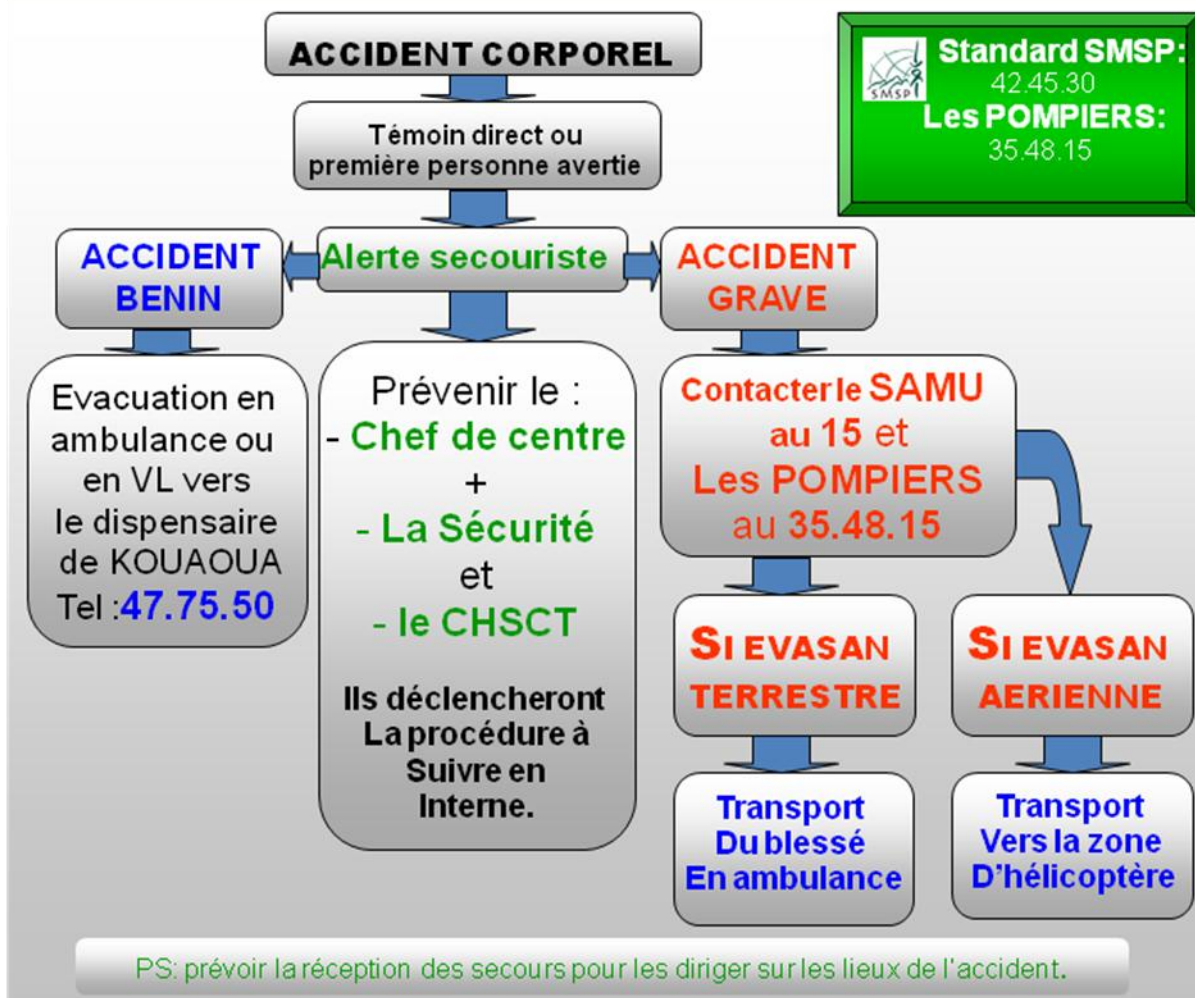 ACCIDENT CORPOREL
Standard SMSP:
42.45.30
Les POMPIERS:
35.48.15
SMSP
Témoin direct ou
première personne avertie
ACCIDENT
BENIN
Alerte secouriste
ACCIDENT
GRAVE
Evacuation en
ambulance ou
en VL vers
le dispensaire
de KOUAOUA
Tel :47.75.50
Prévenir le :
- Chef de centre
+
- La Sécurité
et
- le CHSCT
Ils déclencheront
La procédure à
Suivre en
Interne.
Contacter le SAMU
au 15 et
Les POMPIERS
au 35.48.15
SI EVASAN
TERRESTRE
SI EVASAN
AERIENNE
Transport
Du blessé
En ambulance
Transport
Vers la zone
D'hélicoptère
PS: prévoir la réception des secours pour les diriger sur les lieux de l'accident.